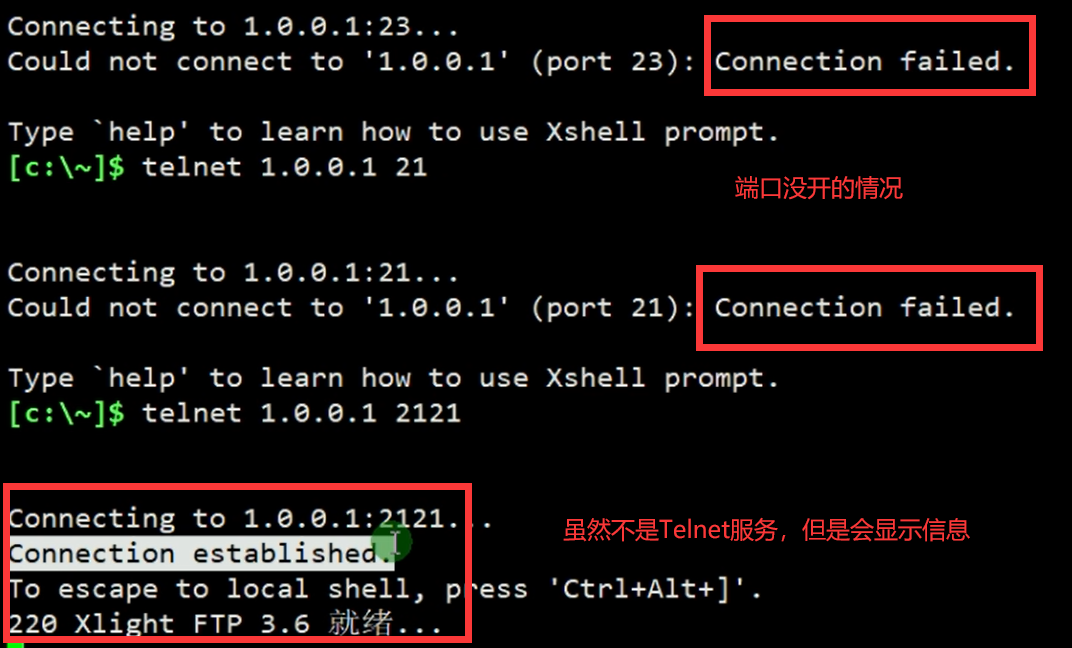 Connecting to 1.0.0.1:23...
Could not connect to '1.0.0.1' (port 23): Connection failed.
Type `help' to learn how to use Xshell prompt.
[c:\~]$ telnet 1.0.0.1 21
端口没开的情况
Connecting to 1.0.0.1:21...
Could not connect to '1.0.0.1' (port 21): Connection failed.
Type `help' to learn how to use Xshell prompt.
[c:\~]$ telnet 1.0.0.1 2121
Connecting to 1.0.0.1:2121...
虽然不是Telnet服务，但是会显示信息
Connection established.
To escape to local shell, press 'Ctrl+Alt+]'.
220 Xlight FTP 3.6 就绪...